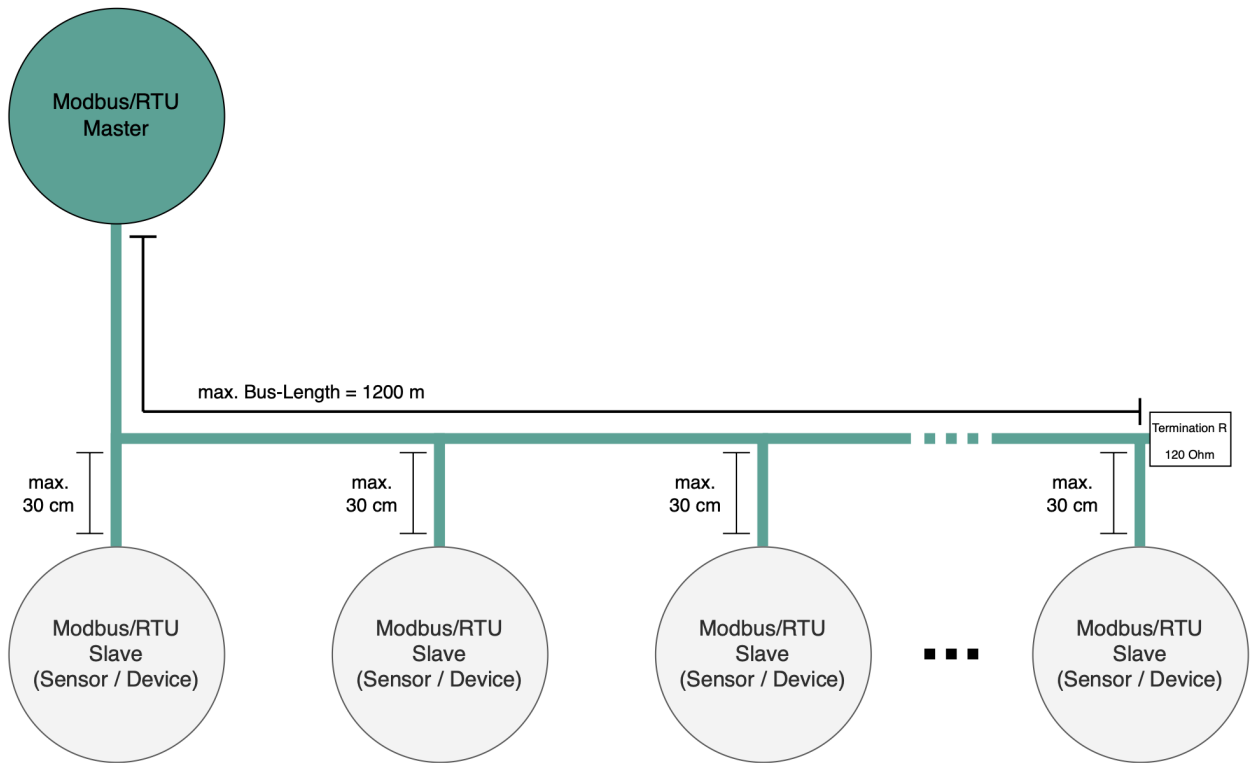 Modbus/RTU
Master
max. Bus-Length = 1200 m
Termination R
120 Ohm
max.
30 cm
max.
30 cm
max.
30 cm
max.
30 cm
Modbus/RTU
Slave
(Sensor / Device)
Modbus/RTU
Slave
(Sensor / Device)
Modbus/RTU
Slave
(Sensor / Device)
Modbus/RTU
Slave
(Sensor / Device)